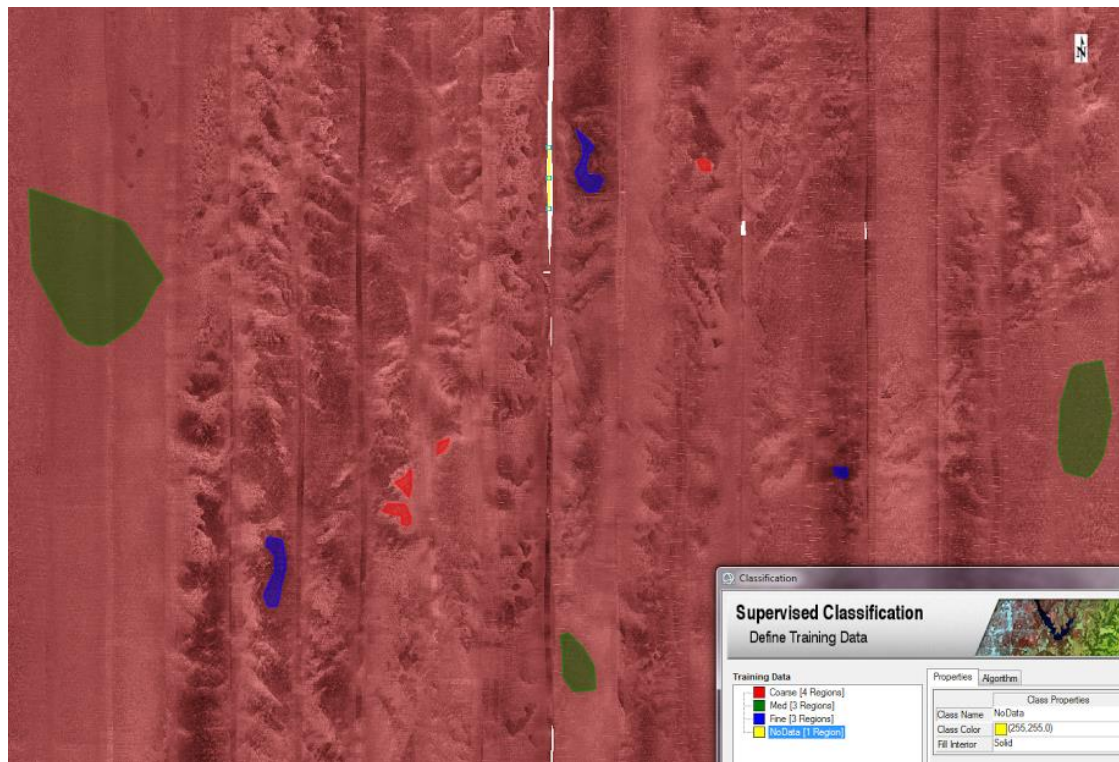 N
Classification
Supervised Classification
Define Training Data
Training Data
Coarse [4 Regions]
Med [3 Regions]
Fine [3 Regions]
NoData [1 Region]
Properties
Algorithm
Class Properties
Class Name NoData
Class Color (255,255,0)
Fill Interior Solid